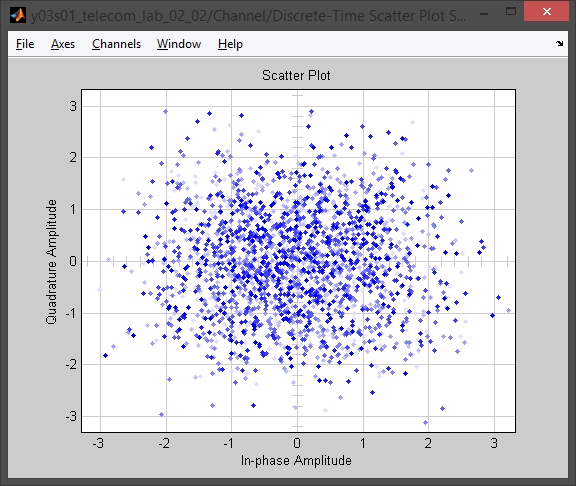 y03s01_telecom_lab_02_02/Channel/Discrete-Time Scatter Plot S...
File Axes Channels Window Help
Scatter Plot
3
2
1
0
-1
-2
-3
Quadrature Amplitude
-3 -2 -1 0 1 2 3
In-phase Amplitude